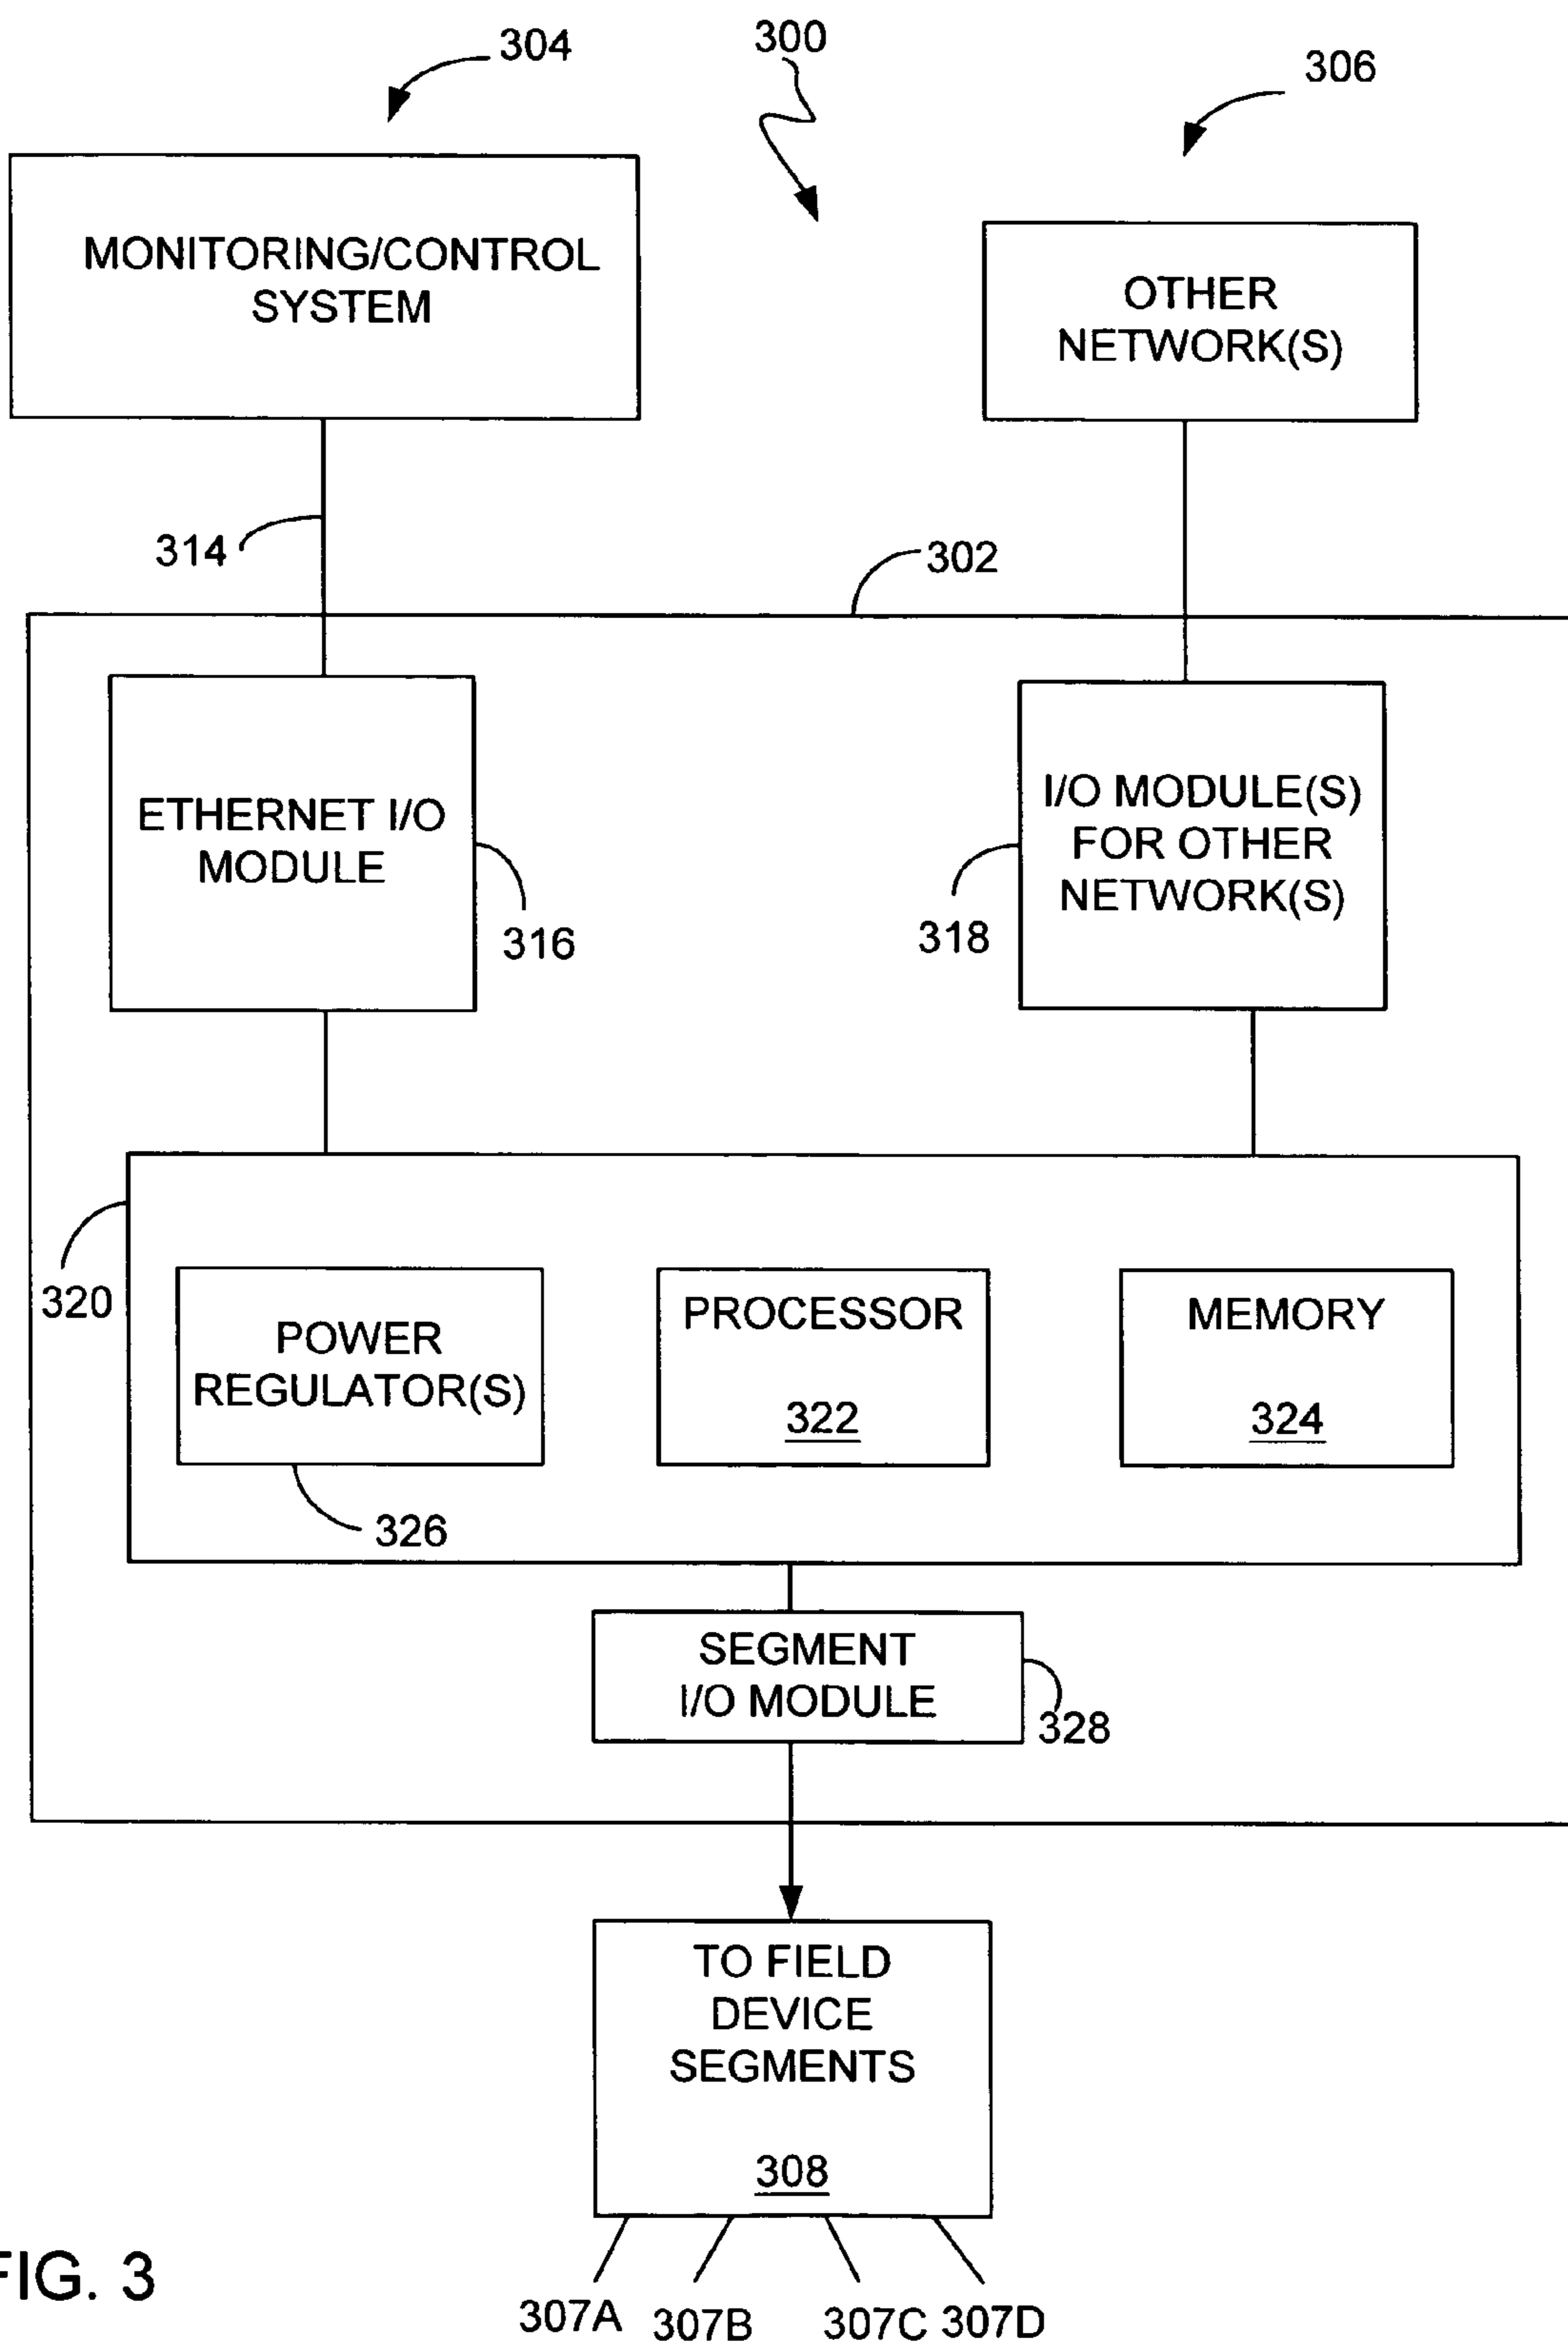 304
300
306
MONITORING/CONTROL
SYSTEM
OTHER
NETWORK(S)
314
302
ETHERNET I/O
MODULE
316
I/O MODULE(S)
FOR OTHER
NETWORK(S)
318
320
POWER
REGULATOR(S)
326
PROCESSOR
322
MEMORY
324
SEGMENT
I/O MODULE
328
TO FIELD
DEVICE
SEGMENTS
308
307A 307B 307C 307D
FIG. 3